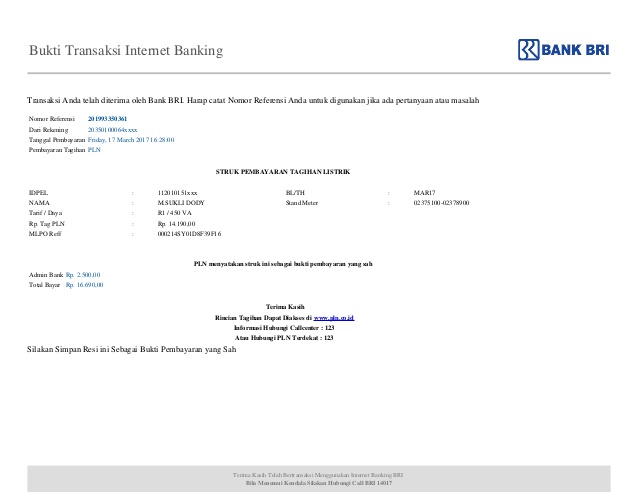 Bukti Transaksi Internet Banking
BANK BRI
Transaksi Anda telah diterima oleh Bank BRI. Harap catat Nomor Referensi Anda untuk digunakan jika ada pertanyaan atau masalah
Nomor Referensi 201993350361
Dari Rekening 20350100064xxxx
Tanggal Pembayaran Friday, 17 March 2017 16:28:00
Pembayaran Tagihan PLN
STRUK PEMBAYARAN TAGIHAN LISTRIK
IDPEL : 112010151xxx BL/TH : MAR17
NAMA : M.SUKLI DODY Stand Meter : 02375100-02378900
Tarif / Daya : R1 / 450 VA
Rp. Tag PLN : Rp. 14.190,00
MLPO Reff : 000214SY01D8F39F16
PLN menyatakan struk ini sebagai bukti pembayaran yang sah
Admin Bank Rp. 2.500,00
Total Bayar Rp. 16.690,00
Terima Kasih
Rincian Tagihan Dapat Diakses di www.pln.co.id
Informasi Hubungi Callcenter : 123
Atau Hubungi PLN Terdekat : 123
Silakan Simpan Resi ini Sebagai Bukti Pembayaran yang Sah
Terima Kasih Telah Bertransaksi Menggunakan Internet Banking BRI
Bila Menemui Kendala Silakan Hubungi Call BRI 14017